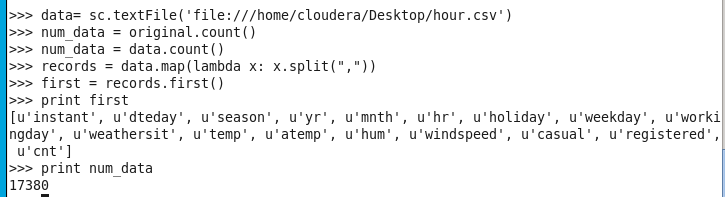 >>> data= sc.textFile('file:///home/cloudera/Desktop/hour.csv')
>>> num_data = original.count()
>>> num_data = data.count()
>>> records = data.map(lambda x: x.split(","))
>>> first = records.first()
>>> print first
[u'instant', u'dteday', u'season', u'yr', u'mnth', u'hr', u'holiday', u'weekday', u'worki
ngday', u'weathersit', u'temp', u'atemp', u'hum', u'windspeed', u'casual', u'registered',
 u'cnt']
>>> print num_data
17380